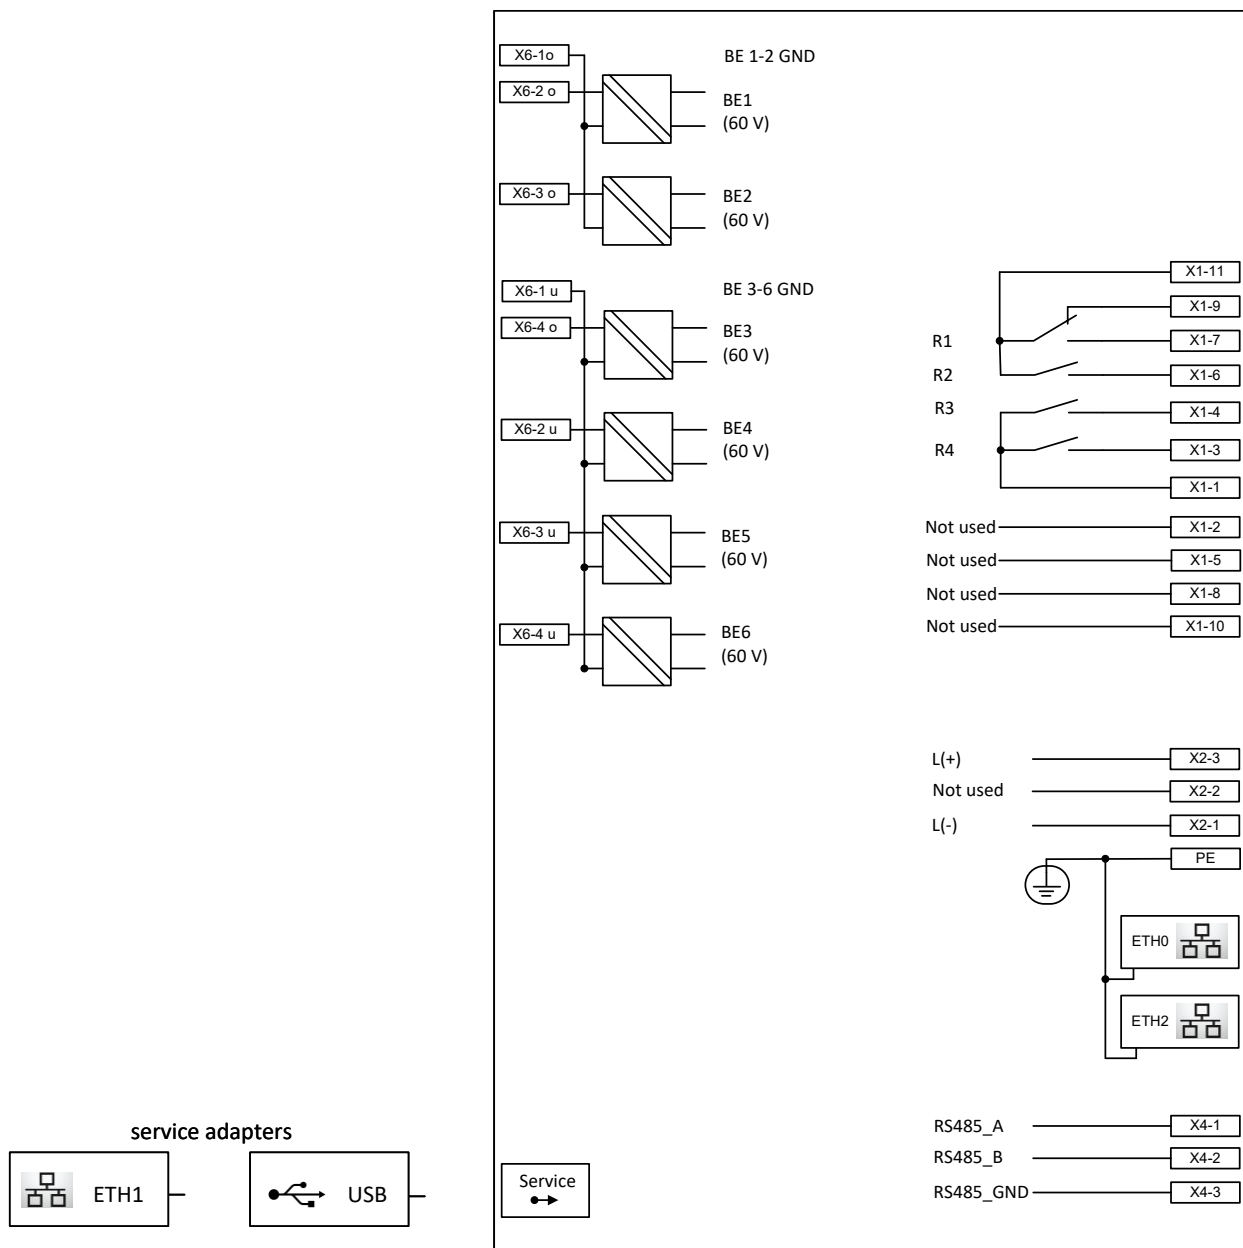 X6-1o
BE 1-2 GND
X6-2 o
BE1
(60 V)
X6-3 o
BE2
(60 V)
X6-1 u
BE 3-6 GND
X6-4 o
BE3
(60 V)
X6-2 u
BE4
(60 V)
X6-3 u
BE5
(60 V)
X6-4 u
BE6
(60 V)
X1-11
X1-9
R1
X1-7
R2
X1-6
R3
X1-4
R4
X1-3
X1-1
Not used
X1-2
Not used
X1-5
Not used
X1-8
Not used
X1-10
L(+)
X2-3
Not used
X2-2
L(-)
X2-1
PE
ETH0
ETH2
service adapters
ETH1
USB
Service
RS485_A
X4-1
RS485_B
X4-2
RS485_GND
X4-3